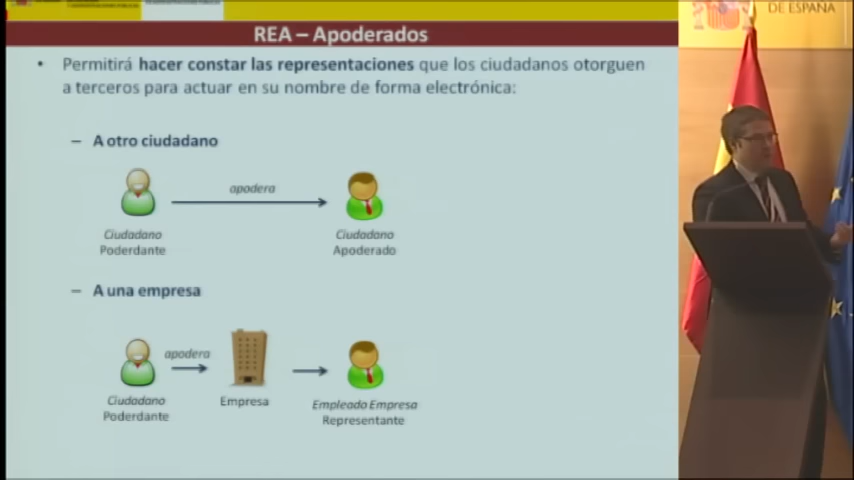 DE ESPAÑA
REA – Apoderados
• Permitirá hacer constar las representaciones que los ciudadanos otorguen
a terceros para actuar en su nombre de forma electrónica:
– A otro ciudadano
apodera
Ciudadano
Poderdante
Ciudadano
Apoderado
– A una empresa
apodera
Ciudadano
Poderdante
Empresa
Empleado Empresa
Representante